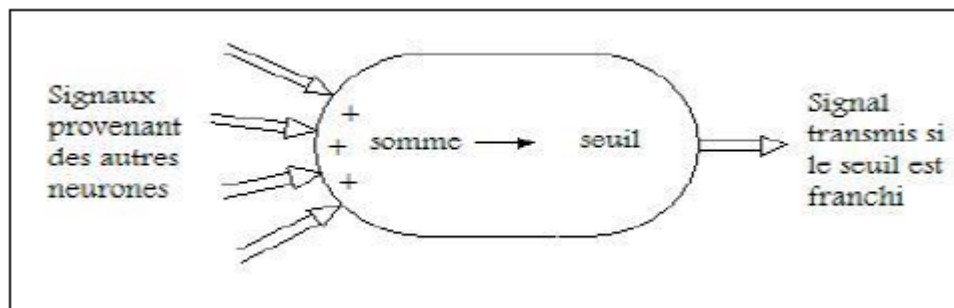 Signaux
provenant
des autres
neurones
+
+
+
somme
seuil
Signal
transmis si
le seuil est
franchi